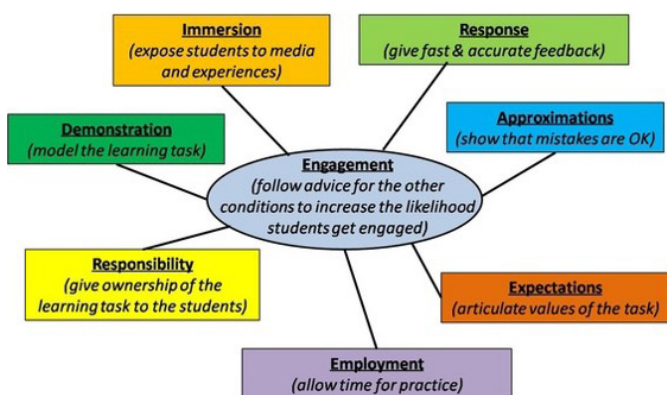 Immersion
(expose students to media
and experiences)
Response
(give fast & accurate feedback)
Demonstration
(model the learning task)
Approximations
(show that mistakes are OK)
Engagement
(follow advice for the other
conditions to increase the likelihood
students get engaged)
Responsibility
(give ownership of the
learning task to the students)
Expectations
(articulate values of the task)
Employment
(allow time for practice)